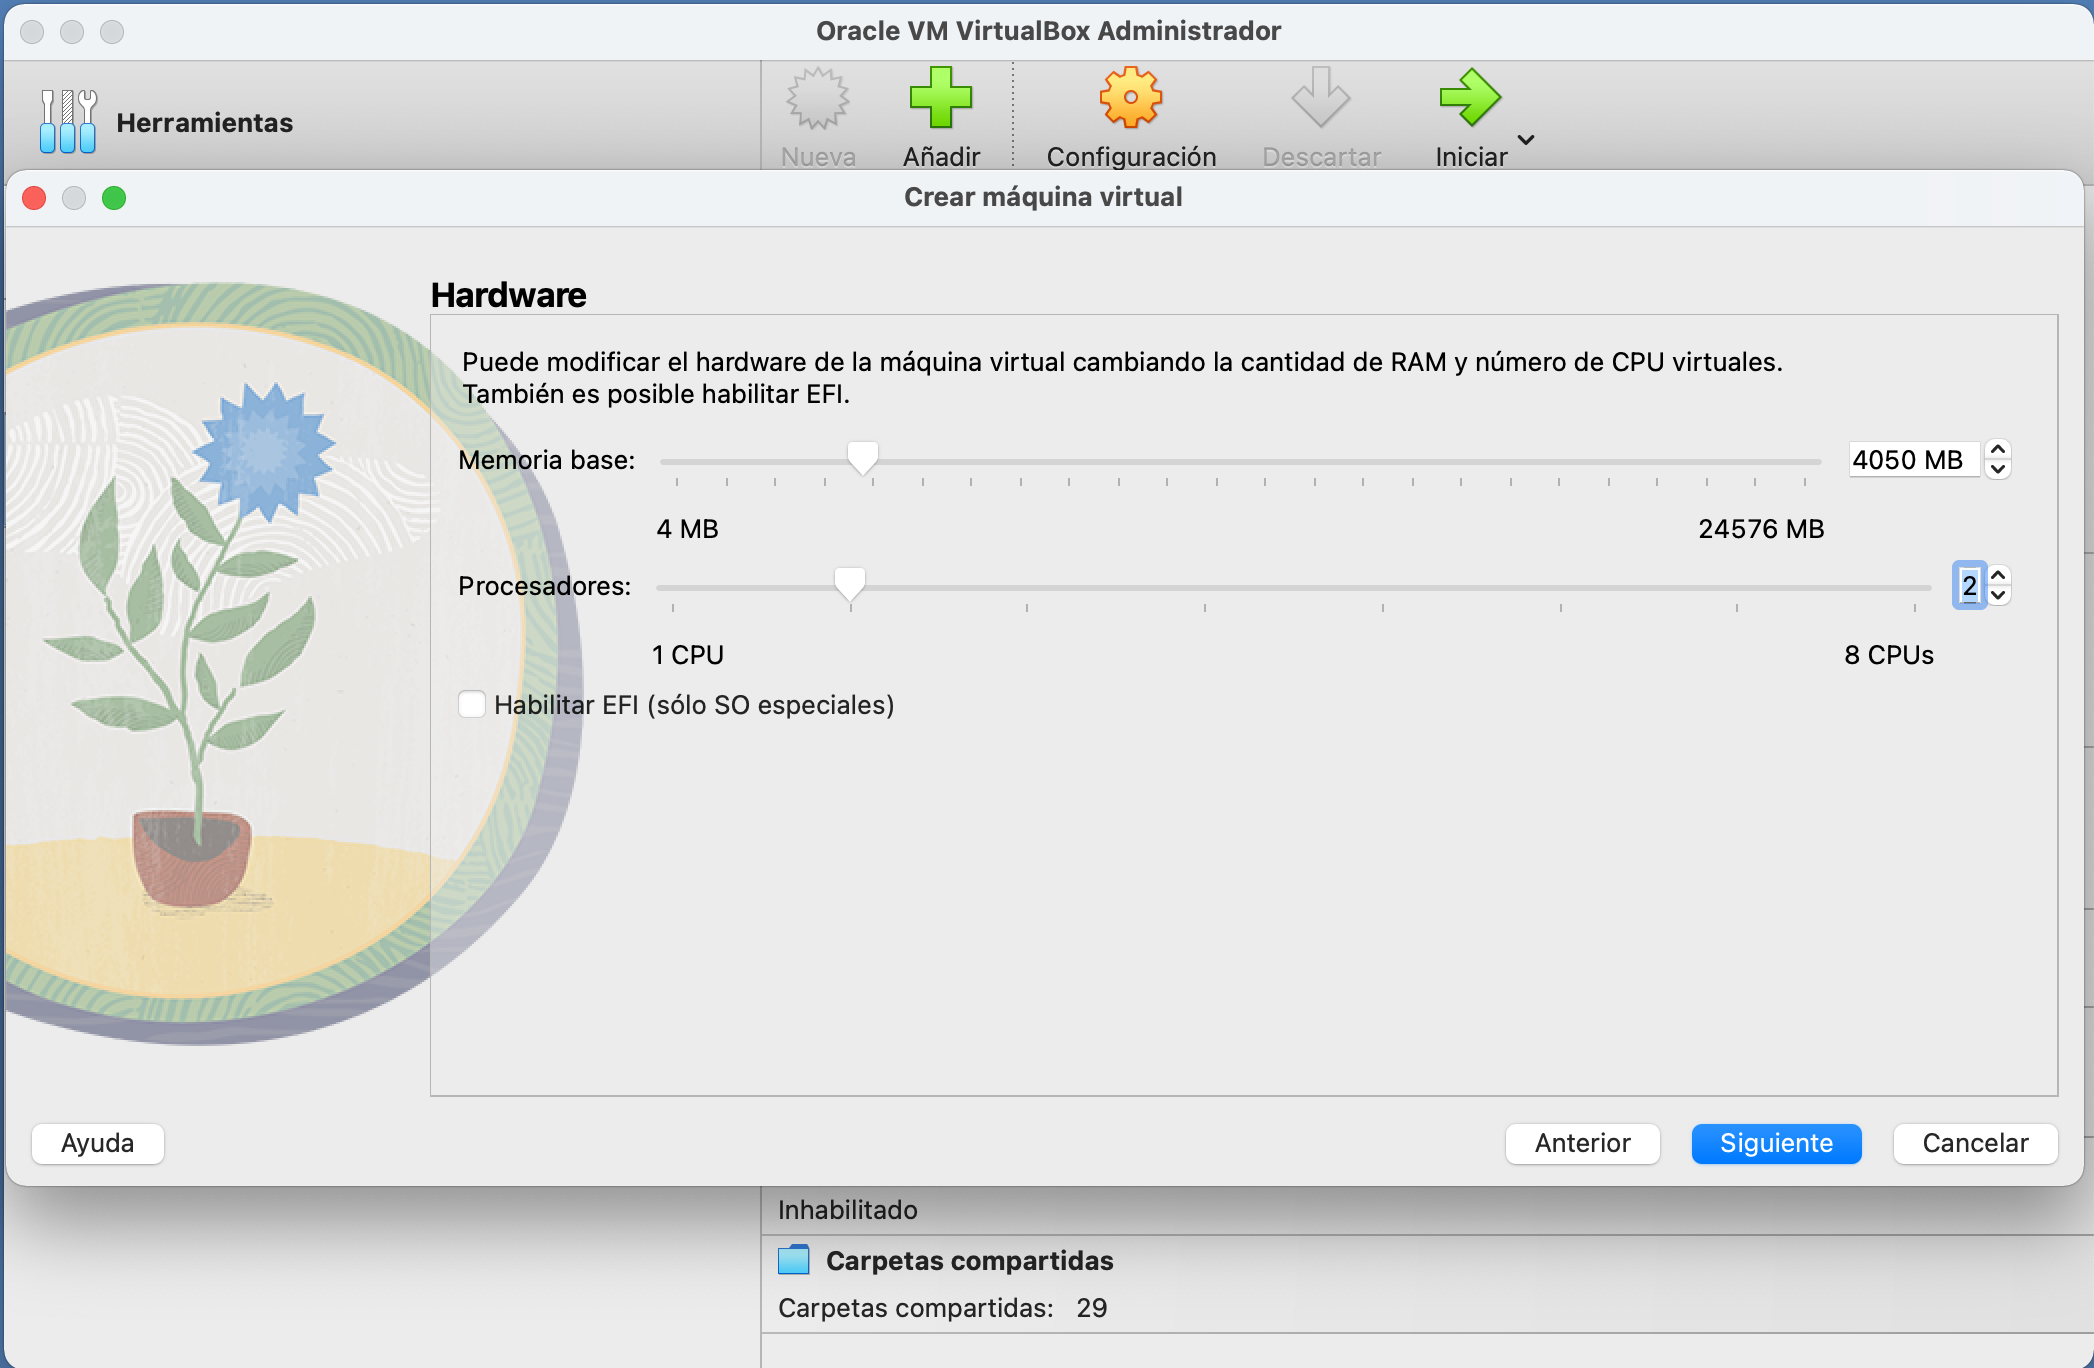 Oracle VM VirtualBox Administrador
Herramientas
Nueva
Añadir
Configuración
Descartar
Iniciar
Crear máquina virtual
Hardware
Puede modificar el hardware de la máquina virtual cambiando la cantidad de RAM y número de CPU virtuales.
También es posible habilitar EFI.
Memoria base:
4050 MB
4 MB
24576 MB
Procesadores:
2
1 CPU
8 CPUs
Habilitar EFI (sólo SO especiales)
Ayuda
Anterior
Siguiente
Cancelar
Inhabilitado
Carpetas compartidas
Carpetas compartidas: 29